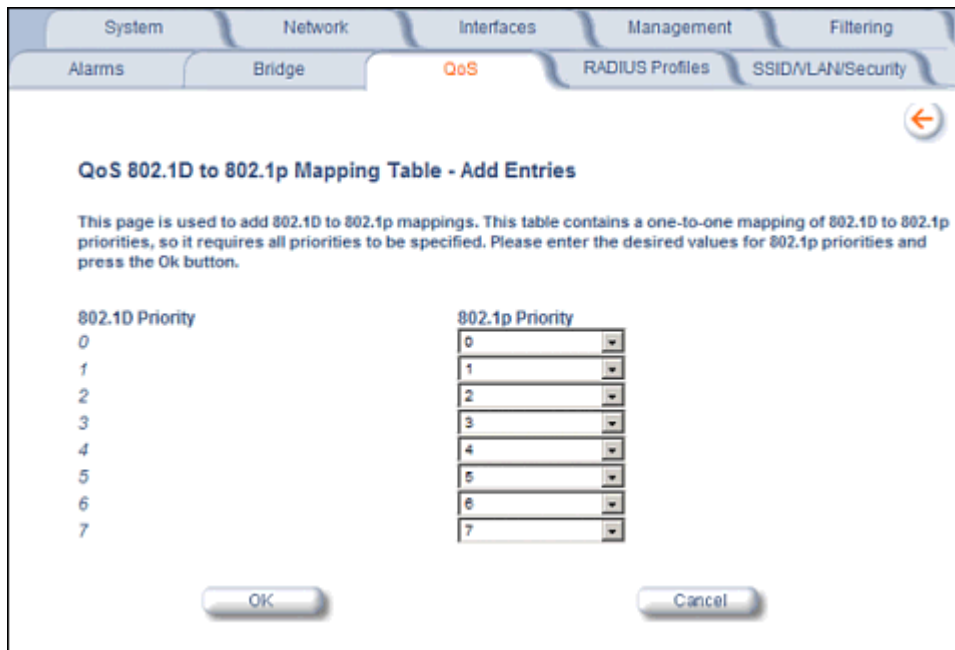 System Network Interfaces Management Filtering
Alarms Bridge QoS RADIUS Profiles SSID/VLAN/Security
QoS 802.1D to 802.1p Mapping Table - Add Entries
This page is used to add 802.1D to 802.1p mappings. This table contains a one-to-one mapping of 802.1D to 802.1p
priorities, so it requires all priorities to be specified. Please enter the desired values for 802.1p priorities and
press the Ok button.
802.1D Priority 802.1p Priority
0 0
1 1
2 2
3 3
4 4
5 5
6 6
7 7
OK Cancel